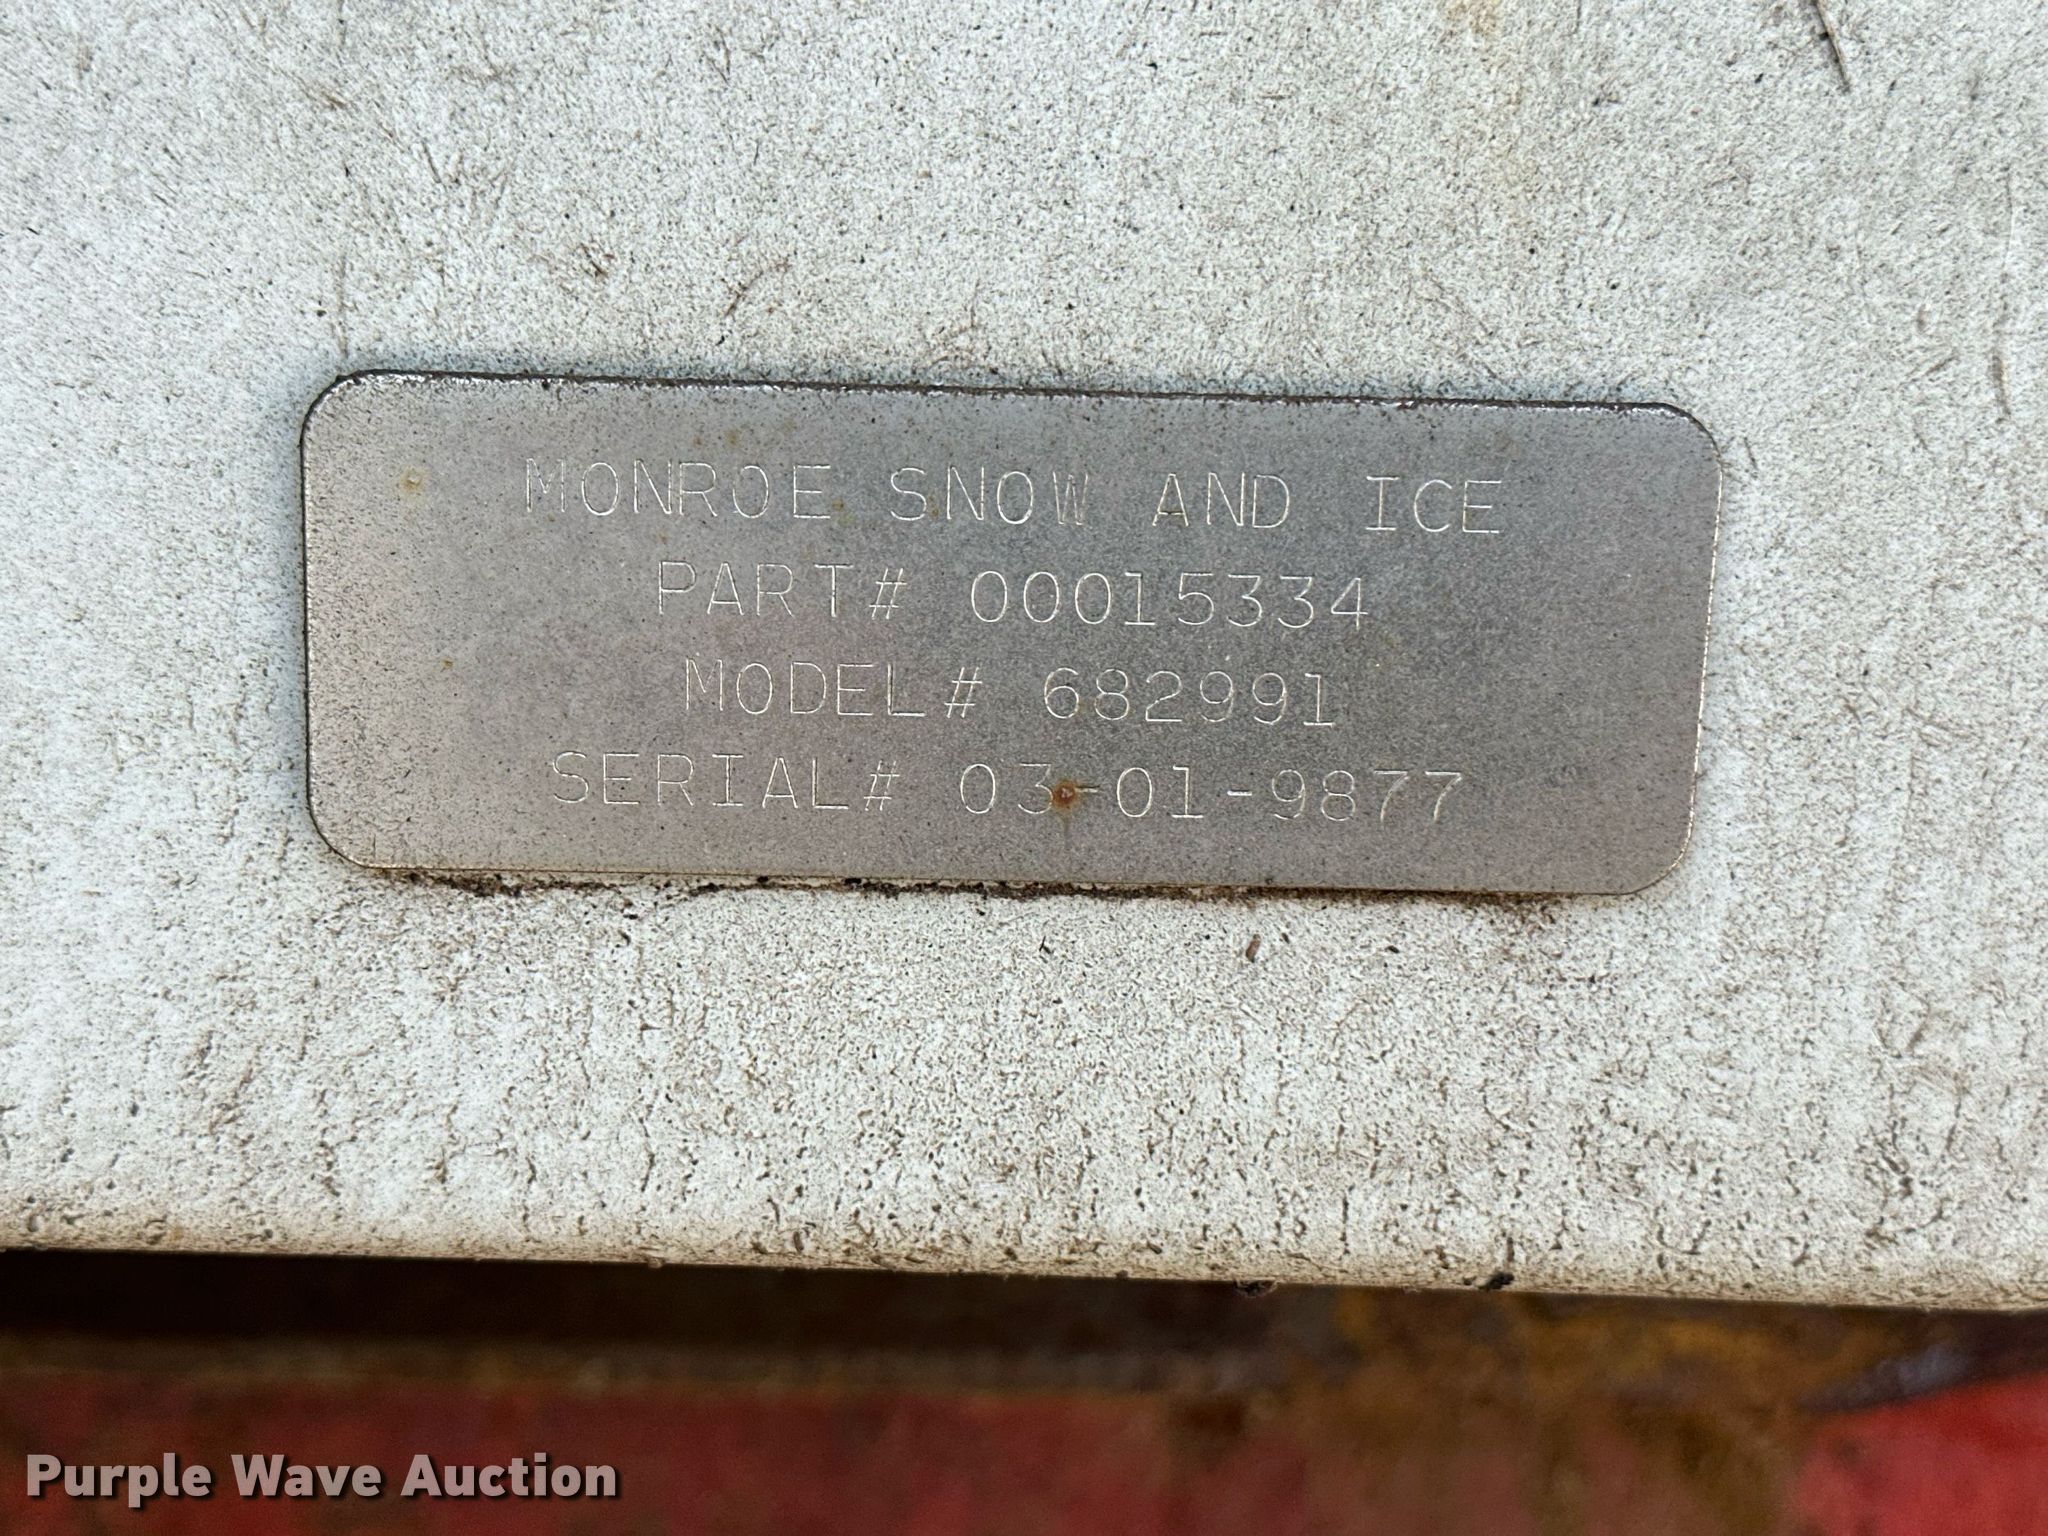 MONROE SNOW AND ICE
PART# 00015334
MODEL# 682991
SERIAL# 03-01-9877
Purple Wave Auction